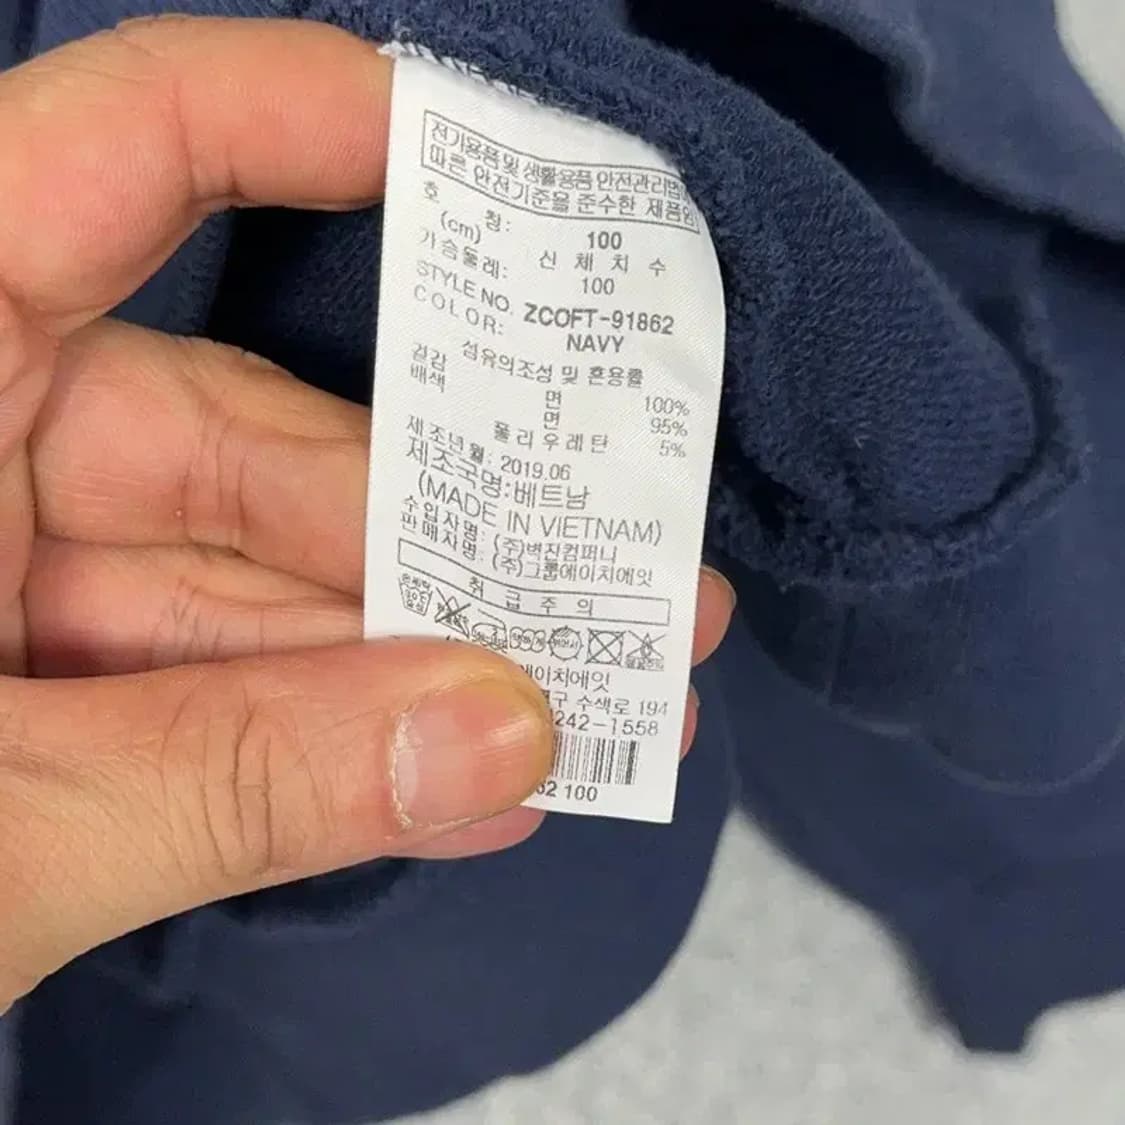 전기용품및생활용품 안전관리법에
따른 안전기준을 준수한 제품임
호 칭: 100
(cm) 신 체 치 수
가슴둘레: 100
STYLE NO. ZCOFT-91862
COLOR: NAVY
섬유의조성 및 혼용률
겉감 면 100%
배색 면 95%
폴리우레탄 5%
제조년월: 2019.06
제조국명:베트남
(MADE IN VIETNAM)
수입자명: (주)벽진컴퍼니
판매자명: (주)그룹에이치에잇
취 급 주 의
에이치에잇
구 수색로 194
242-1558
62 100